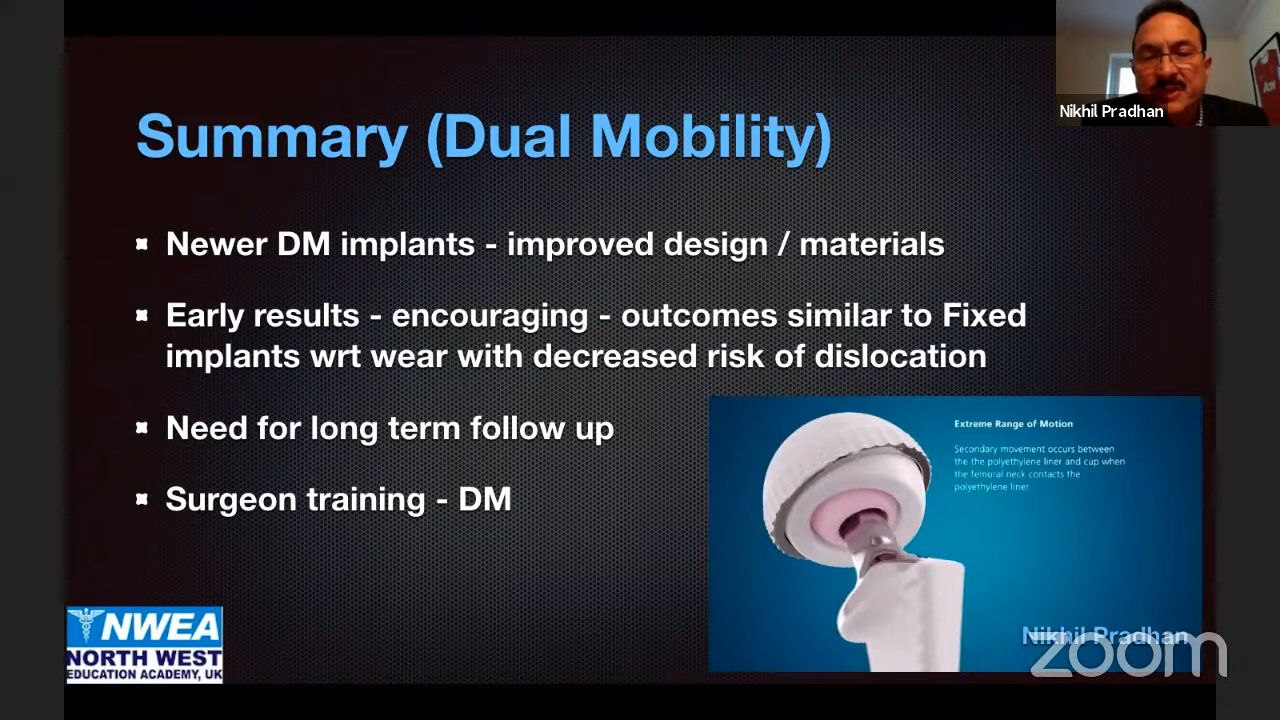 Nikhil Pradhan
Summary (Dual Mobility)
Newer DM implants - improved design / materials
Early results - encouraging - outcomes similar to Fixed
implants wrt wear with decreased risk of dislocation
Need for long term follow up
Surgeon training - DM
Extreme Range of Motion
Secondary movement occurs between
the the polyethylene liner and cup when
the femoral neck contacts the
polyethylene liner.
Nikhil Pradhan
zoom
NWEA
NORTH WEST
EDUCATION ACADEMY, UK